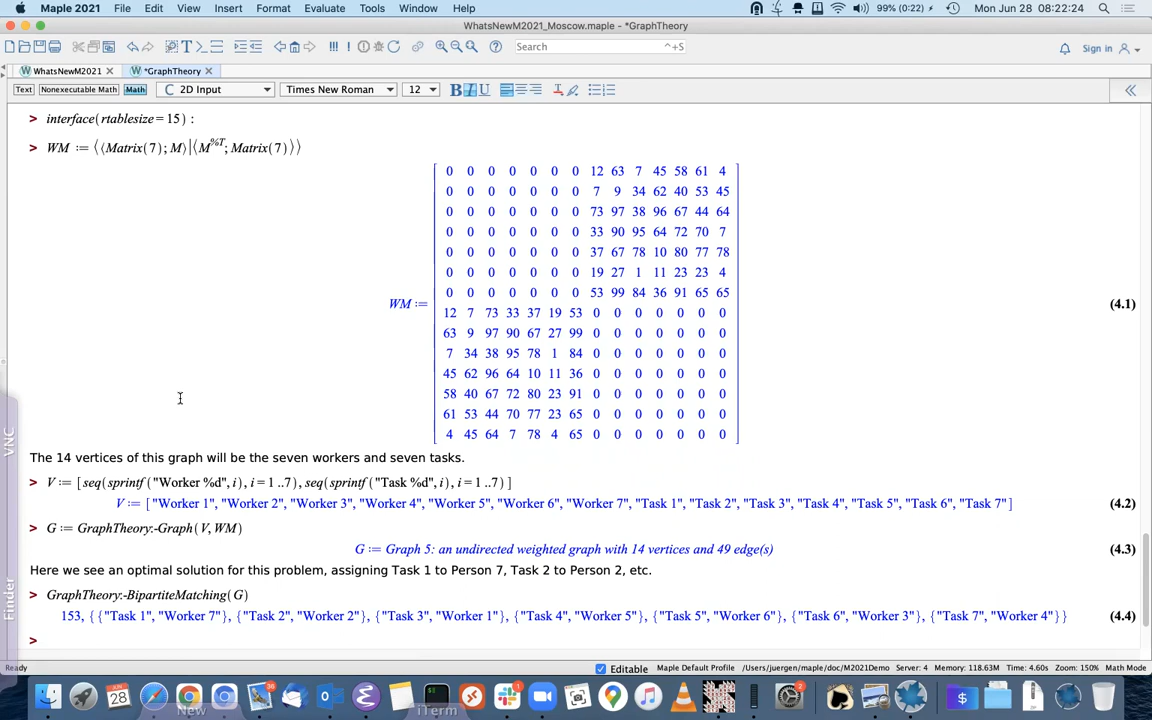 Maple 2021 File Edit View Insert Format Evaluate Tools Window Help 99% (0:22) Mon Jun 28 08:22:24
WhatsNewM2021_Moscow.maple - *GraphTheory
Search ^+S Sign in
WhatsNewM2021 *GraphTheory
Text Nonexecutable Math Math C 2D Input Times New Roman 12 B I U
> interface(rtablesize = 15) :
> WM := ⟨⟨Matrix(7); M⟩|⟨M^%T; Matrix(7)⟩⟩
0 0 0 0 0 0 0 12 63 7 45 58 61 4
0 0 0 0 0 0 0 7 9 34 62 40 53 45
0 0 0 0 0 0 0 73 97 38 96 67 44 64
0 0 0 0 0 0 0 33 90 95 64 72 70 7
0 0 0 0 0 0 0 37 67 78 10 80 77 78
0 0 0 0 0 0 0 19 27 1 11 23 23 4
0 0 0 0 0 0 0 53 99 84 36 91 65 65
WM := (4.1)
12 7 73 33 37 19 53 0 0 0 0 0 0 0
63 9 97 90 67 27 99 0 0 0 0 0 0 0
7 34 38 95 78 1 84 0 0 0 0 0 0 0
45 62 96 64 10 11 36 0 0 0 0 0 0 0
58 40 67 72 80 23 91 0 0 0 0 0 0 0
61 53 44 70 77 23 65 0 0 0 0 0 0 0
4 45 64 7 78 4 65 0 0 0 0 0 0 0
VNC
The 14 vertices of this graph will be the seven workers and seven tasks.
> V := [seq(sprintf("Worker %d", i), i = 1 ..7), seq(sprintf("Task %d", i), i = 1 ..7)]
V := ["Worker 1", "Worker 2", "Worker 3", "Worker 4", "Worker 5", "Worker 6", "Worker 7", "Task 1", "Task 2", "Task 3", "Task 4", "Task 5", "Task 6", "Task 7"] (4.2)
> G := GraphTheory:-Graph(V, WM)
G := Graph 5: an undirected weighted graph with 14 vertices and 49 edge(s) (4.3)
Here we see an optimal solution for this problem, assigning Task 1 to Person 7, Task 2 to Person 2, etc.
> GraphTheory:-BipartiteMatching(G)
Finder
153, {{"Task 1", "Worker 7"}, {"Task 2", "Worker 2"}, {"Task 3", "Worker 1"}, {"Task 4", "Worker 5"}, {"Task 5", "Worker 6"}, {"Task 6", "Worker 3"}, {"Task 7", "Worker 4"}} (4.4)
>
Ready Editable Maple Default Profile /Users/juergen/maple/doc/M2021Demo Server: 4 Memory: 118.63M Time: 4.60s Zoom: 150% Math Mode
New iTerm